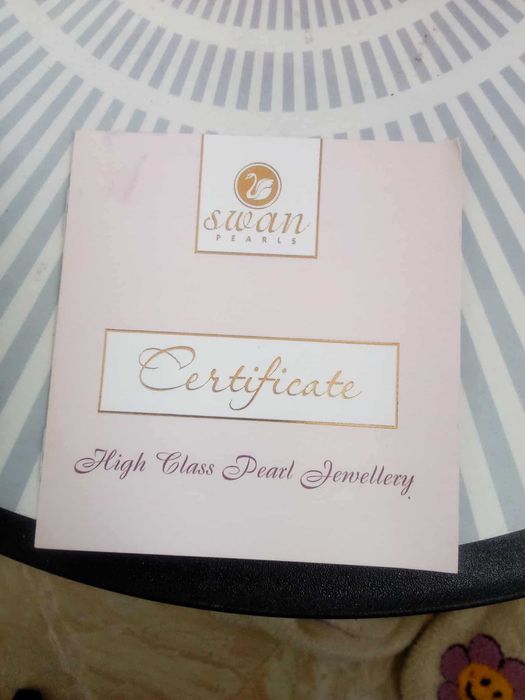 swan
PEARLS
Certificate
High Class Pearl Jewellery.